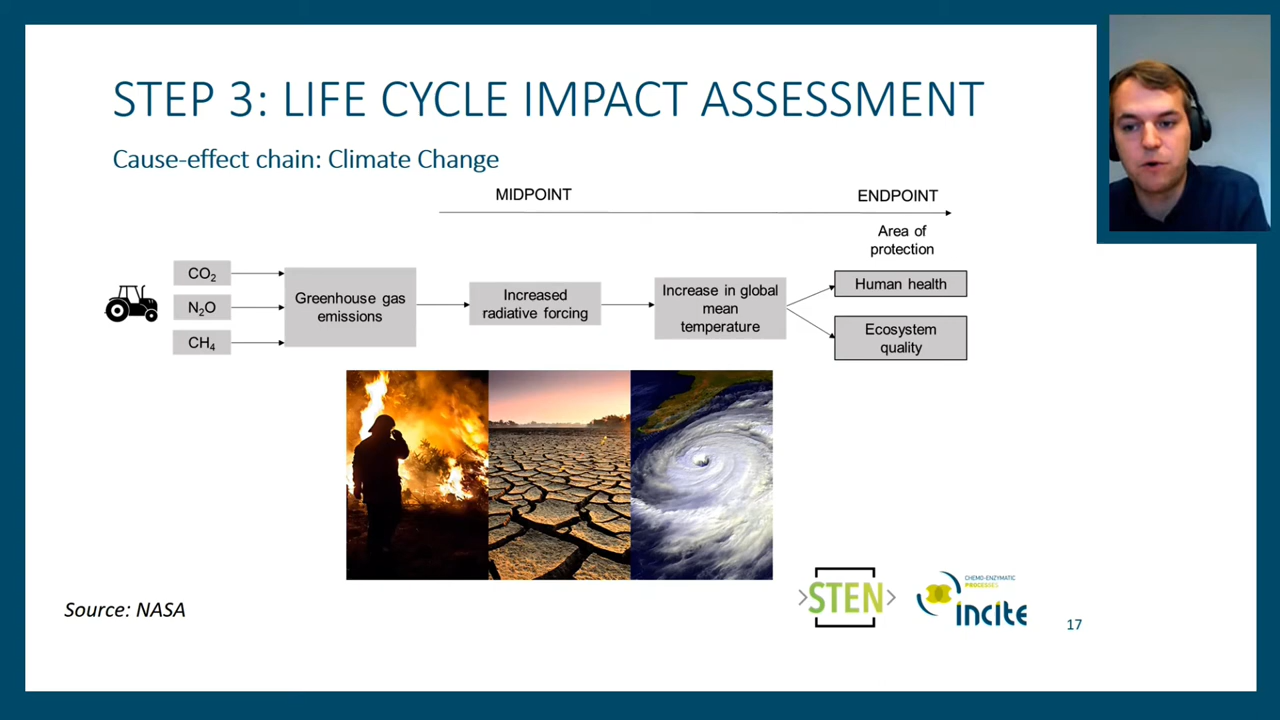 STEP 3: LIFE CYCLE IMPACT ASSESSMENT
Cause-effect chain: Climate Change
MIDPOINT
ENDPOINT
Area of
protection
CO₂
N₂O
CH₄
Greenhouse gas
emissions
Increased
radiative forcing
Increase in global
mean
temperature
Human health
Ecosystem
quality
Source: NASA
STEN
CHEMO-ENZYMATIC
PROCESSES
incite
17